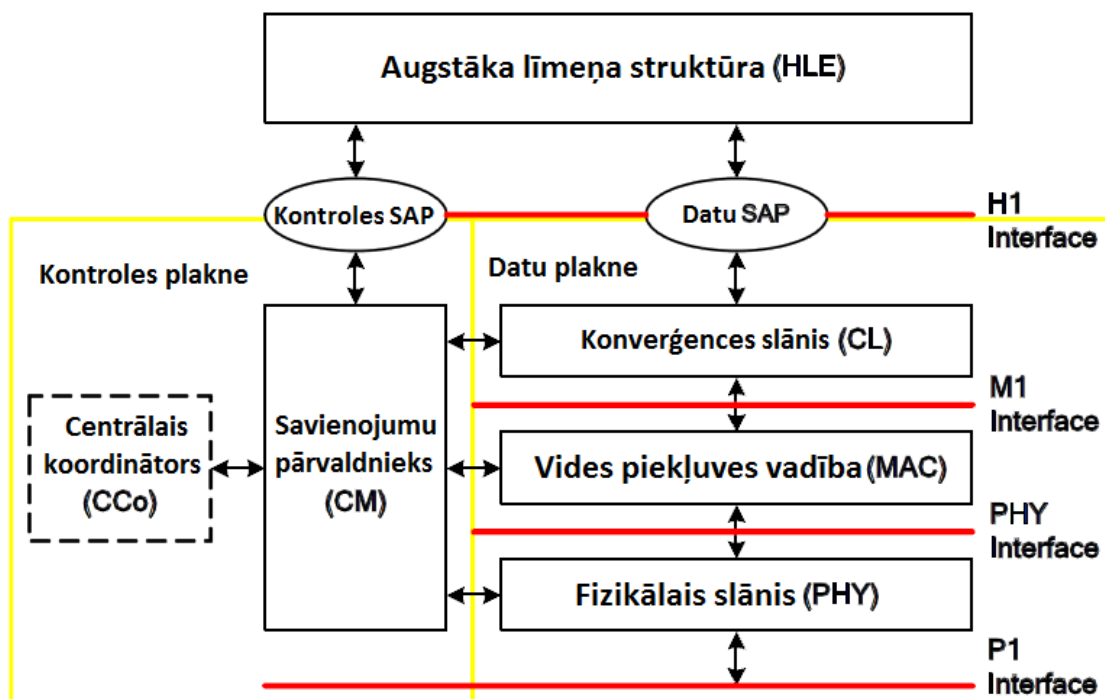 Augstāka līmeņa struktūra (HLE)
Kontroles SAP
Datu SAP
H1
Interface
Kontroles plakne
Datu plakne
Konverģences slānis (CL)
M1
Interface
Centrālais
koordinātors
(CCo)
Savienojumu
pārvaldnieks
(CM)
Vides piekļuves vadība (MAC)
PHY
Interface
Fizikālais slānis (PHY)
P1
Interface